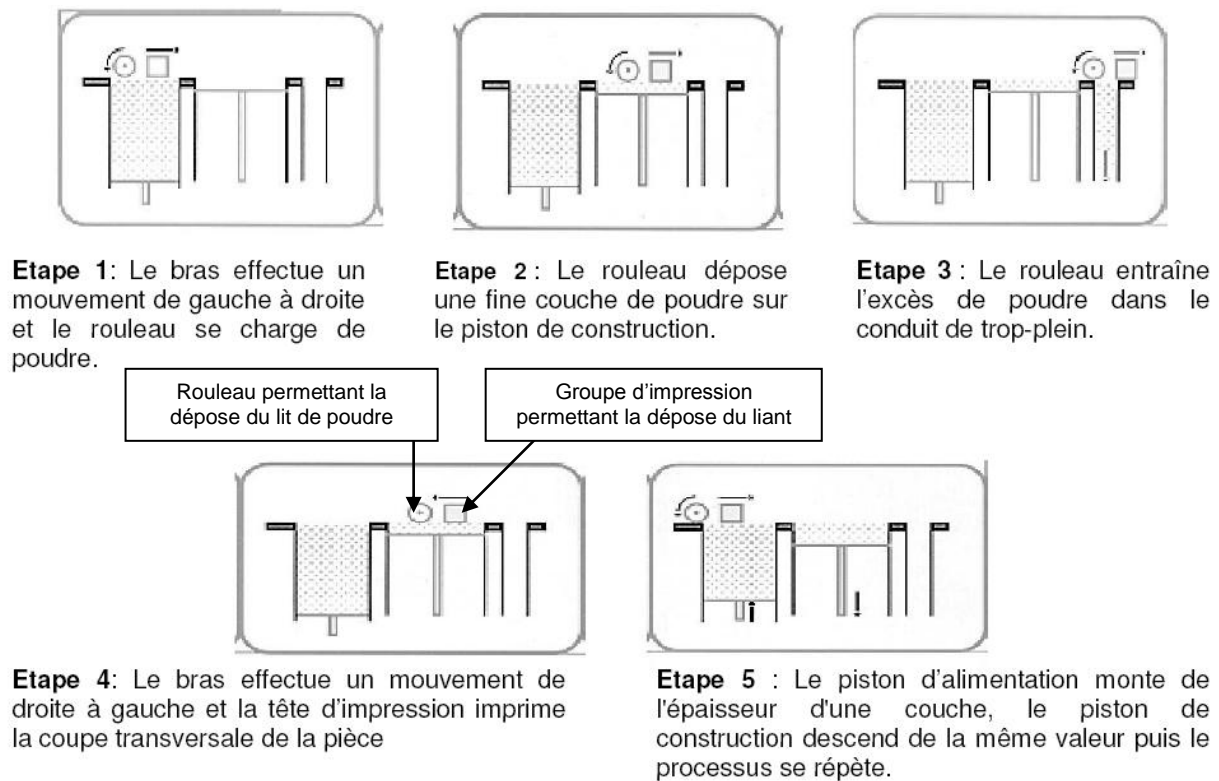 Etape 1: Le bras effectue un
mouvement de gauche à droite
et le rouleau se charge de
poudre.
Etape 2 : Le rouleau dépose
une fine couche de poudre sur
le piston de construction.
Etape 3 : Le rouleau entraîne
l'excès de poudre dans le
conduit de trop-plein.
Rouleau permettant la
dépose du lit de poudre
Groupe d'impression
permettant la dépose du liant
Etape 4: Le bras effectue un mouvement de
droite à gauche et la tête d'impression imprime
la coupe transversale de la pièce
Etape 5 : Le piston d'alimentation monte de
l'épaisseur d'une couche, le piston de
construction descend de la même valeur puis le
processus se répète.